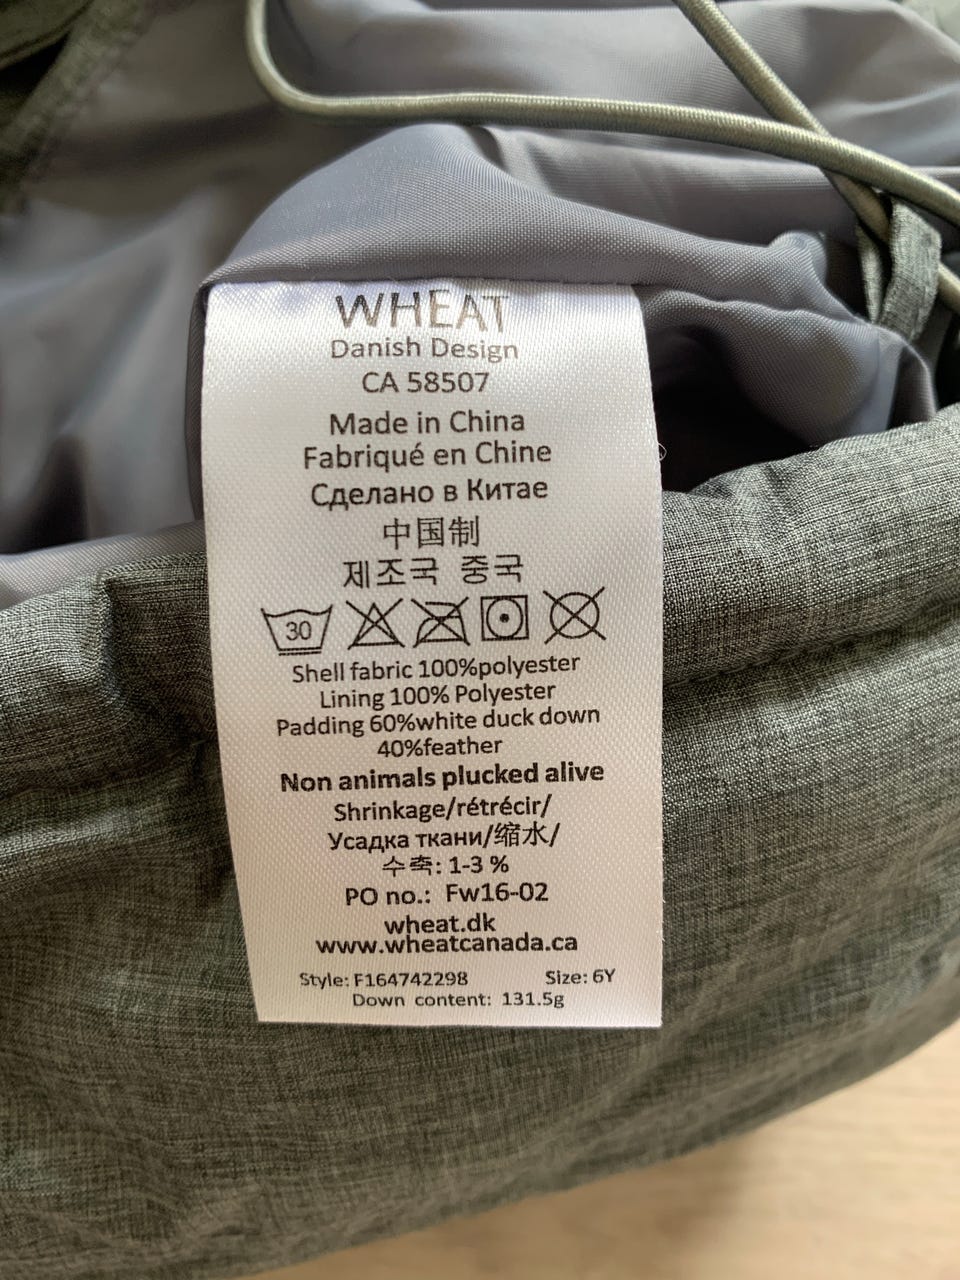 WHEAT
Danish Design
CA 58507
Made in China
Fabriqué en Chine
Сделано в Китае
中国制
제조국 중국
30
Shell fabric 100%polyester
Lining 100% Polyester
Padding 60%white duck down
40%feather
Non animals plucked alive
Shrinkage/rétrécir/
Усадка ткани/缩水/
수축: 1-3 %
PO no.: Fw16-02
wheat.dk
www.wheatcanada.ca
Style: F164742298 Size: 6Y
Down content: 131.5g